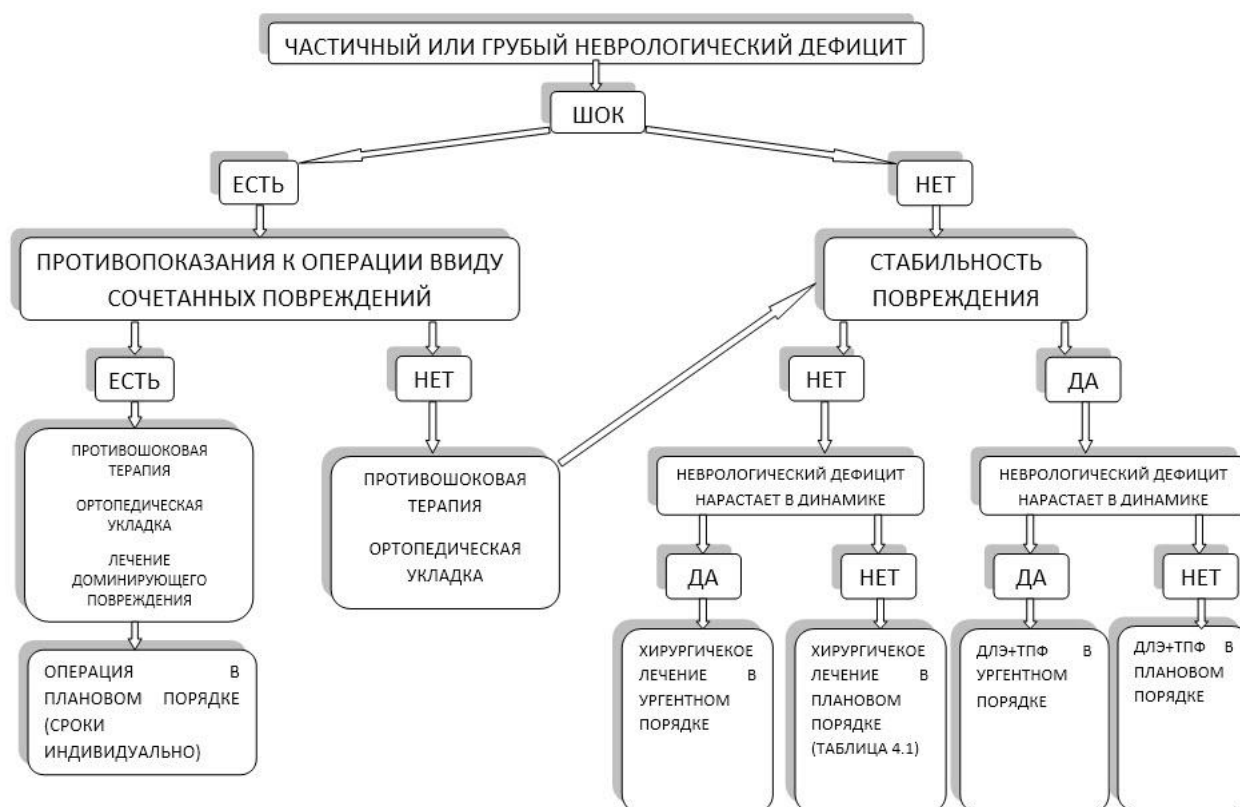 ЧАСТИЧНЫЙ ИЛИ ГРУБЫЙ НЕВРОЛОГИЧЕСКИЙ ДЕФИЦИТ
ШОК
ЕСТЬ
НЕТ
ПРОТИВОПОКАЗАНИЯ К ОПЕРАЦИИ ВВИДУ
СОЧЕТАННЫХ ПОВРЕЖДЕНИЙ
СТАБИЛЬНОСТЬ
ПОВРЕЖДЕНИЯ
ЕСТЬ
НЕТ
НЕТ
ДА
ПРОТИВОШОКОВАЯ
ТЕРАПИЯ
ОРТОПЕДИЧЕСКАЯ
УКЛАДКА
ЛЕЧЕНИЕ
ДОМИНИРУЮЩЕГО
ПОВРЕЖДЕНИЯ
ПРОТИВОШОКОВАЯ
ТЕРАПИЯ
ОРТОПЕДИЧЕСКАЯ
УКЛАДКА
НЕВРОЛОГИЧЕСКИЙ ДЕФИЦИТ
НАРАСТАЕТ В ДИНАМИКЕ
НЕВРОЛОГИЧЕСКИЙ ДЕФИЦИТ
НАРАСТАЕТ В ДИНАМИКЕ
ДА
НЕТ
ДА
НЕТ
ОПЕРАЦИЯ В
ПЛАНОВОМ ПОРЯДКЕ
(СРОКИ
ИНДИВИДУАЛЬНО)
ХИРУРГИЧЕКОЕ
ЛЕЧЕНИЕ В
УРГЕНТНОМ
ПОРЯДКЕ
ХИРУРГИЧЕКОЕ
ЛЕЧЕНИЕ В
ПЛАНОВОМ
ПОРЯДКЕ
(ТАБЛИЦА 4.1)
ДЛЭ+ТПФ В
УРГЕНТНОМ
ПОРЯДКЕ
ДЛЭ+ТПФ В
ПЛАНОВОМ
ПОРЯДКЕ